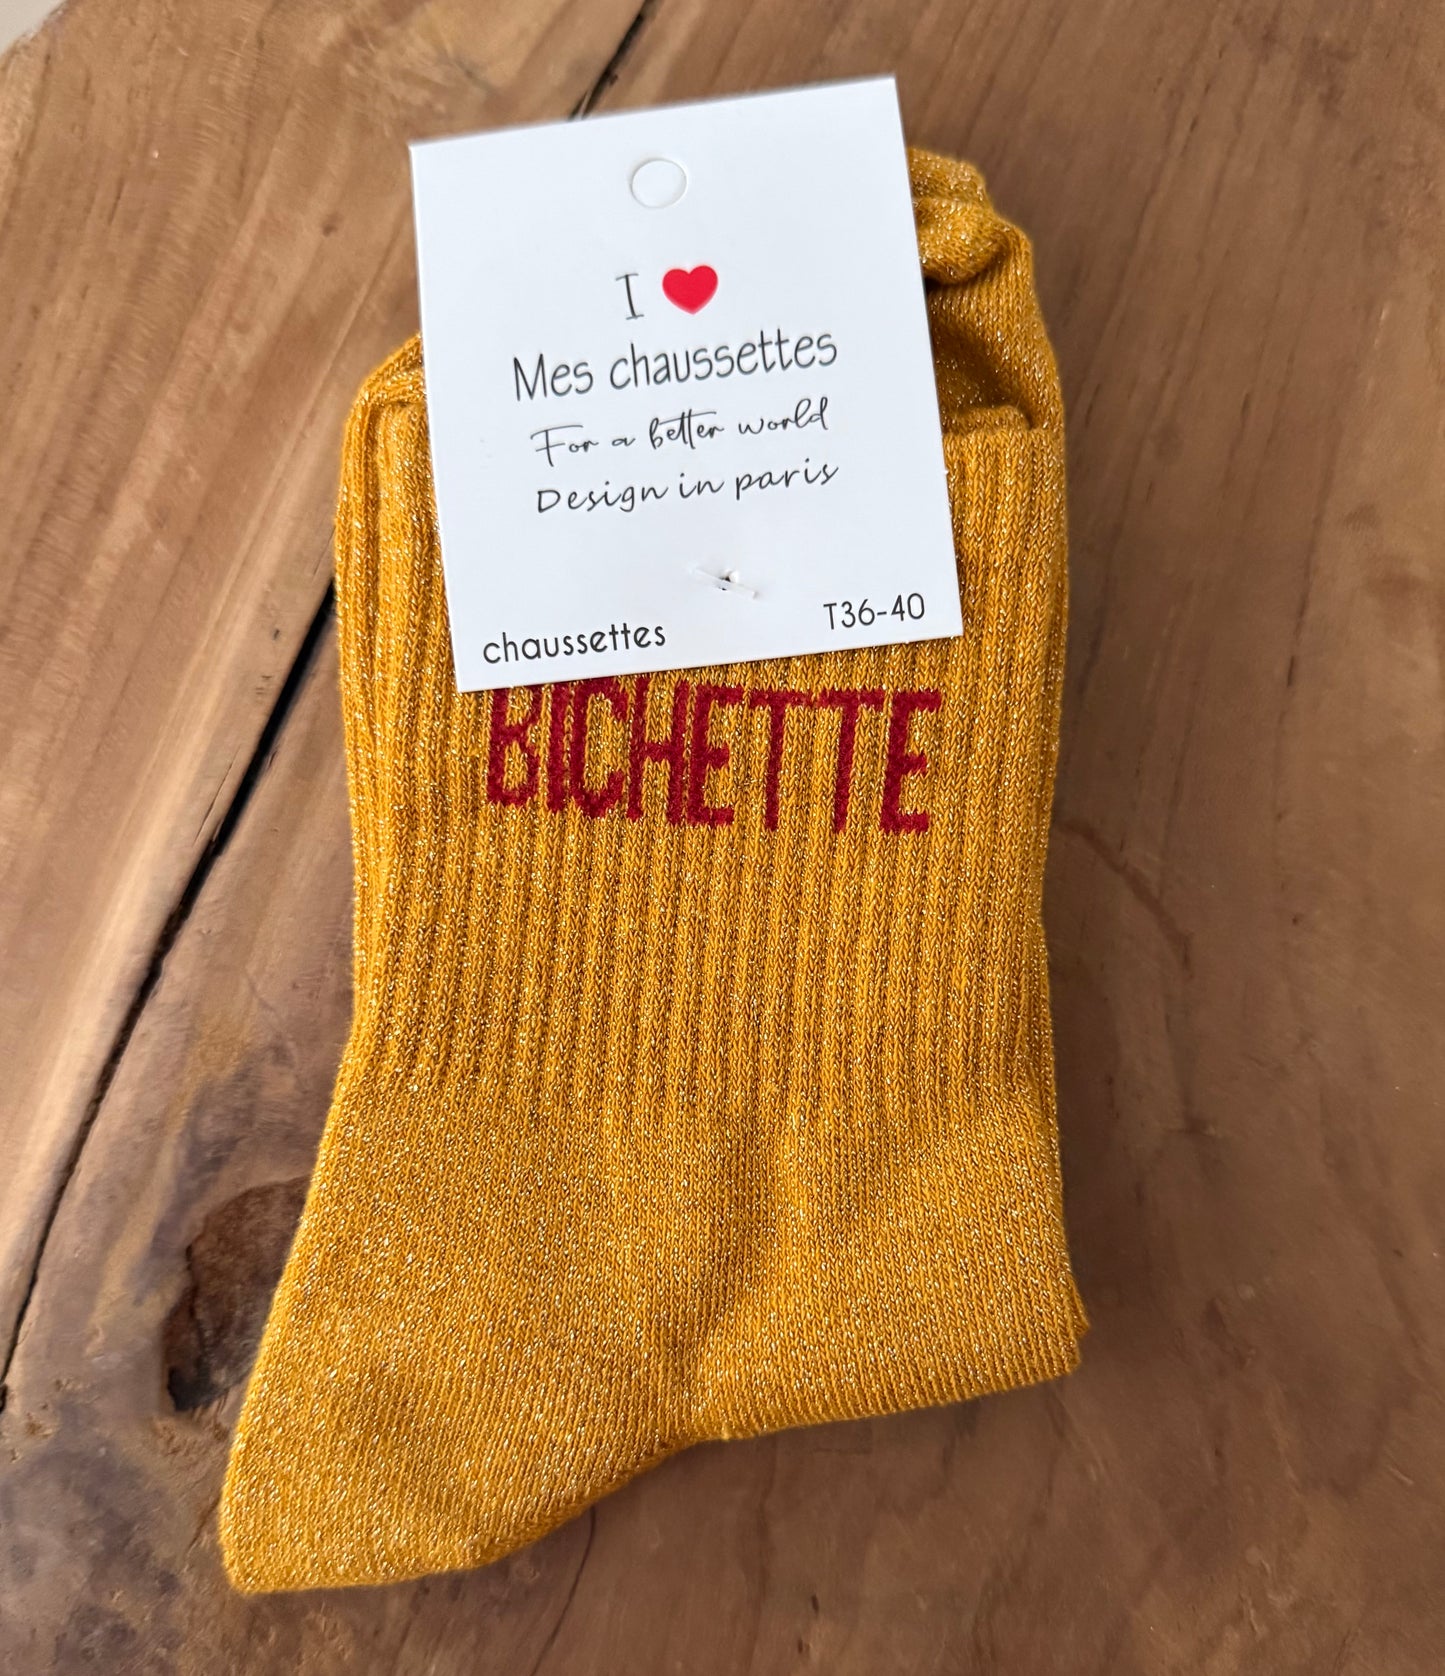 I ❤
Mes chaussettes
For a better world
Design in paris
chaussettes T36-40
BICHETTE